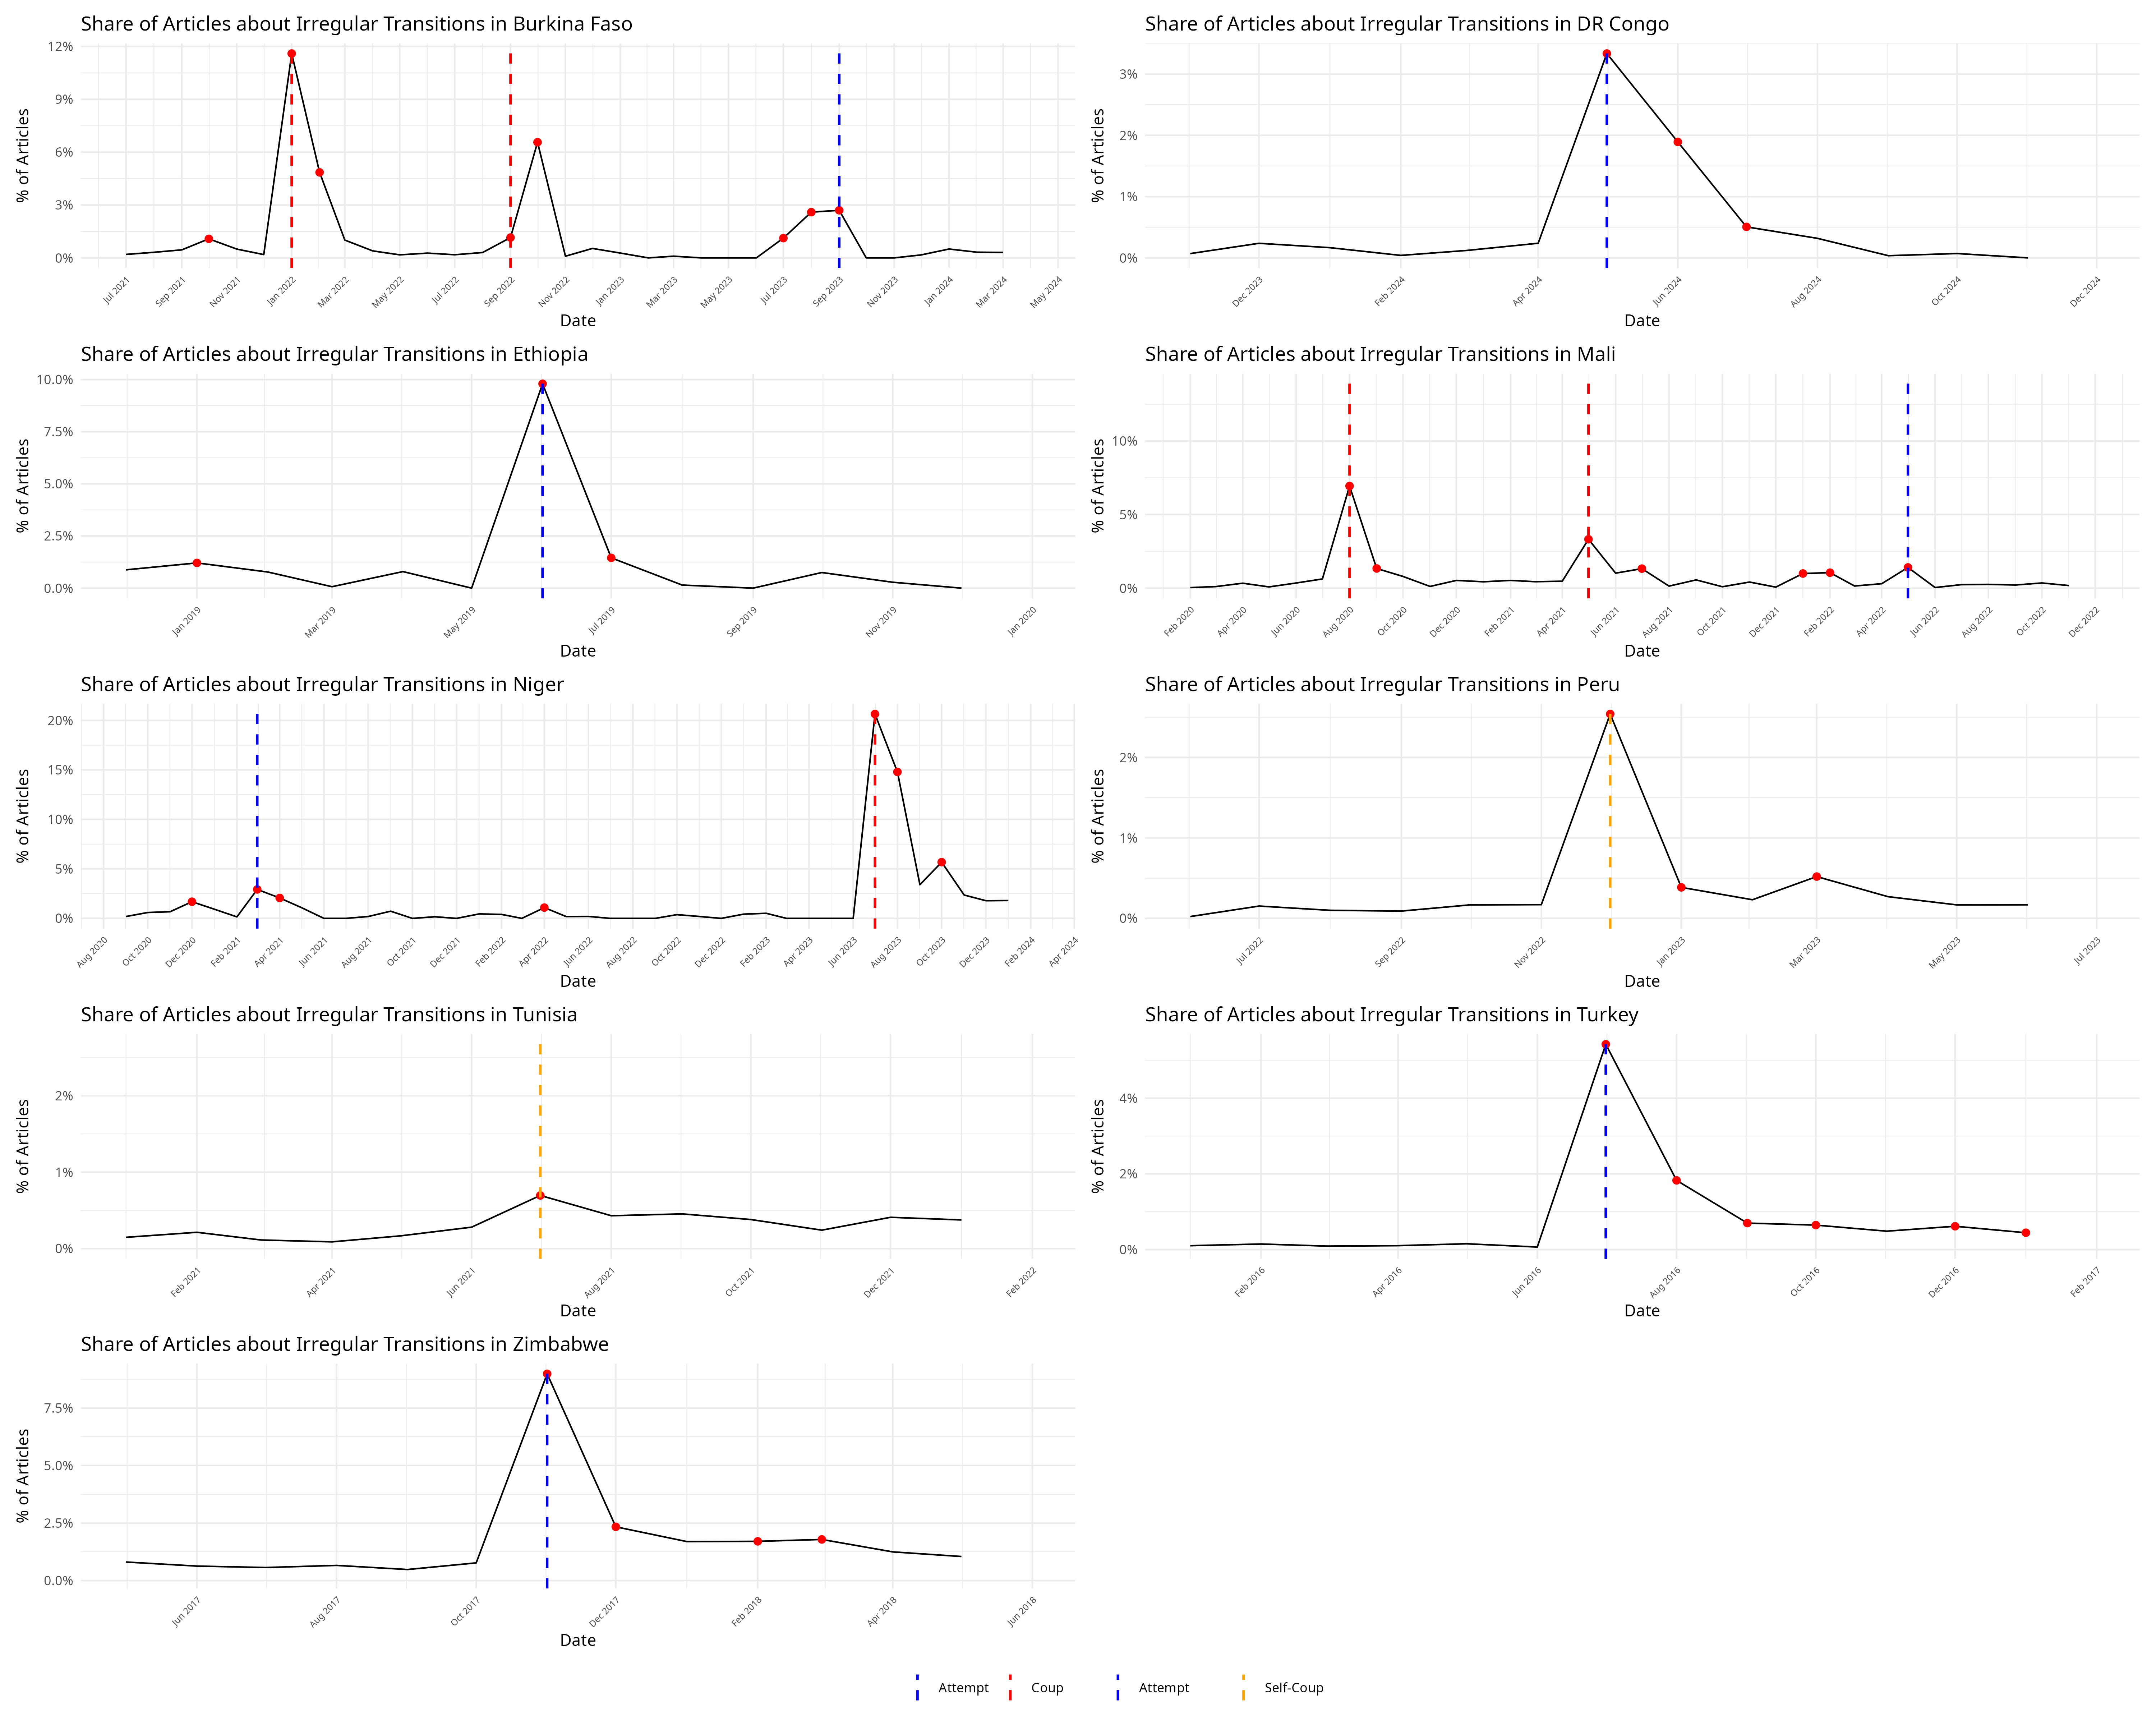 Share of Articles about Irregular Transitions in Burkina Faso
% of Articles
12%
9%
6%
3%
0%
Jul 2021 Sep 2021 Nov 2021 Jan 2022 Mar 2022 May 2022 Jul 2022 Sep 2022 Nov 2022 Jan 2023 Mar 2023 May 2023 Jul 2023 Sep 2023 Nov 2023 Jan 2024 Mar 2024 May 2024
Date
Share of Articles about Irregular Transitions in DR Congo
% of Articles
3%
2%
1%
0%
Dec 2023 Feb 2024 Apr 2024 Jun 2024 Aug 2024 Oct 2024 Dec 2024
Date
Share of Articles about Irregular Transitions in Ethiopia
% of Articles
10.0%
7.5%
5.0%
2.5%
0.0%
Jan 2019 Mar 2019 May 2019 Jul 2019 Sep 2019 Nov 2019 Jan 2020
Date
Share of Articles about Irregular Transitions in Mali
% of Articles
10%
5%
0%
Feb 2020 Apr 2020 Jun 2020 Aug 2020 Oct 2020 Dec 2020 Feb 2021 Apr 2021 Jun 2021 Aug 2021 Oct 2021 Dec 2021 Feb 2022 Apr 2022 Jun 2022 Aug 2022 Oct 2022 Dec 2022
Date
Share of Articles about Irregular Transitions in Niger
% of Articles
20%
15%
10%
5%
0%
Aug 2020 Oct 2020 Dec 2020 Feb 2021 Apr 2021 Jun 2021 Aug 2021 Oct 2021 Dec 2021 Feb 2022 Apr 2022 Jun 2022 Aug 2022 Oct 2022 Dec 2022 Feb 2023 Apr 2023 Jun 2023 Aug 2023 Oct 2023 Dec 2023 Feb 2024 Apr 2024
Date
Share of Articles about Irregular Transitions in Peru
% of Articles
2%
1%
0%
Jul 2022 Sep 2022 Nov 2022 Jan 2023 Mar 2023 May 2023 Jul 2023
Date
Share of Articles about Irregular Transitions in Tunisia
% of Articles
2%
1%
0%
Feb 2021 Apr 2021 Jun 2021 Aug 2021 Oct 2021 Dec 2021 Feb 2022
Date
Share of Articles about Irregular Transitions in Turkey
% of Articles
4%
2%
0%
Feb 2016 Apr 2016 Jun 2016 Aug 2016 Oct 2016 Dec 2016 Feb 2017
Date
Share of Articles about Irregular Transitions in Zimbabwe
% of Articles
7.5%
5.0%
2.5%
0.0%
Jun 2017 Aug 2017 Oct 2017 Dec 2017 Feb 2018 Apr 2018 Jun 2018
Date
Attempt Coup Attempt Self-Coup